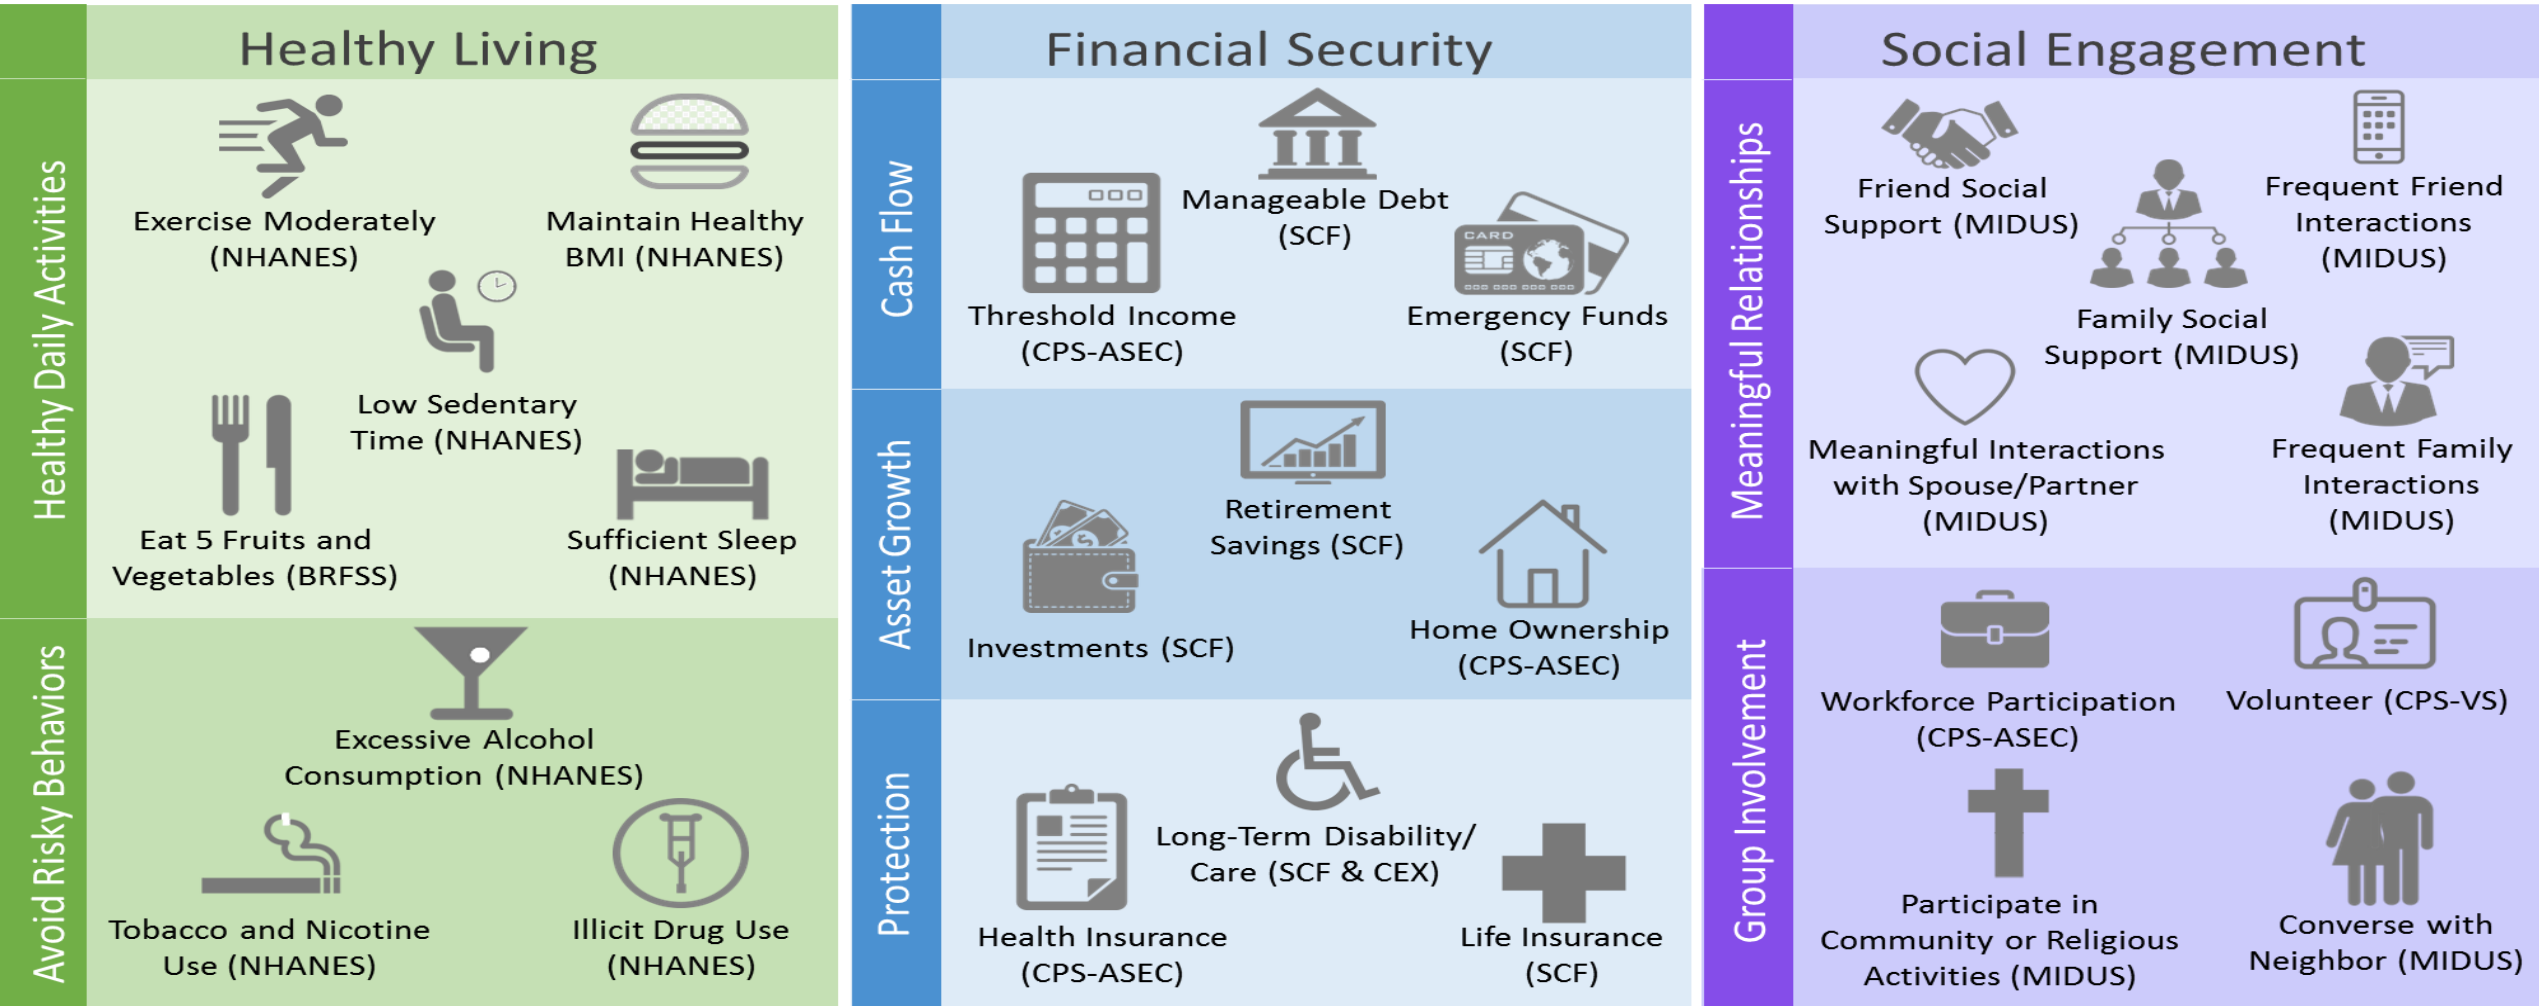 Healthy Living
Healthy Daily Activities
Exercise Moderately
(NHANES)
Maintain Healthy
BMI (NHANES)
Low Sedentary
Time (NHANES)
Eat 5 Fruits and
Vegetables (BRFSS)
Sufficient Sleep
(NHANES)
Avoid Risky Behaviors
Excessive Alcohol
Consumption (NHANES)
Tobacco and Nicotine
Use (NHANES)
Illicit Drug Use
(NHANES)
Financial Security
Cash Flow
Manageable Debt
(SCF)
CARD
Threshold Income
(CPS-ASEC)
Emergency Funds
(SCF)
Asset Growth
Retirement
Savings (SCF)
Investments (SCF)
Home Ownership
(CPS-ASEC)
Protection
Long-Term Disability/
Care (SCF & CEX)
Health Insurance
(CPS-ASEC)
Life Insurance
(SCF)
Social Engagement
Meaningful Relationships
Friend Social
Support (MIDUS)
Frequent Friend
Interactions
(MIDUS)
Family Social
Support (MIDUS)
Meaningful Interactions
with Spouse/Partner
(MIDUS)
Frequent Family
Interactions
(MIDUS)
Group Involvement
Workforce Participation
(CPS-ASEC)
Volunteer (CPS-VS)
Participate in
Community or Religious
Activities (MIDUS)
Converse with
Neighbor (MIDUS)